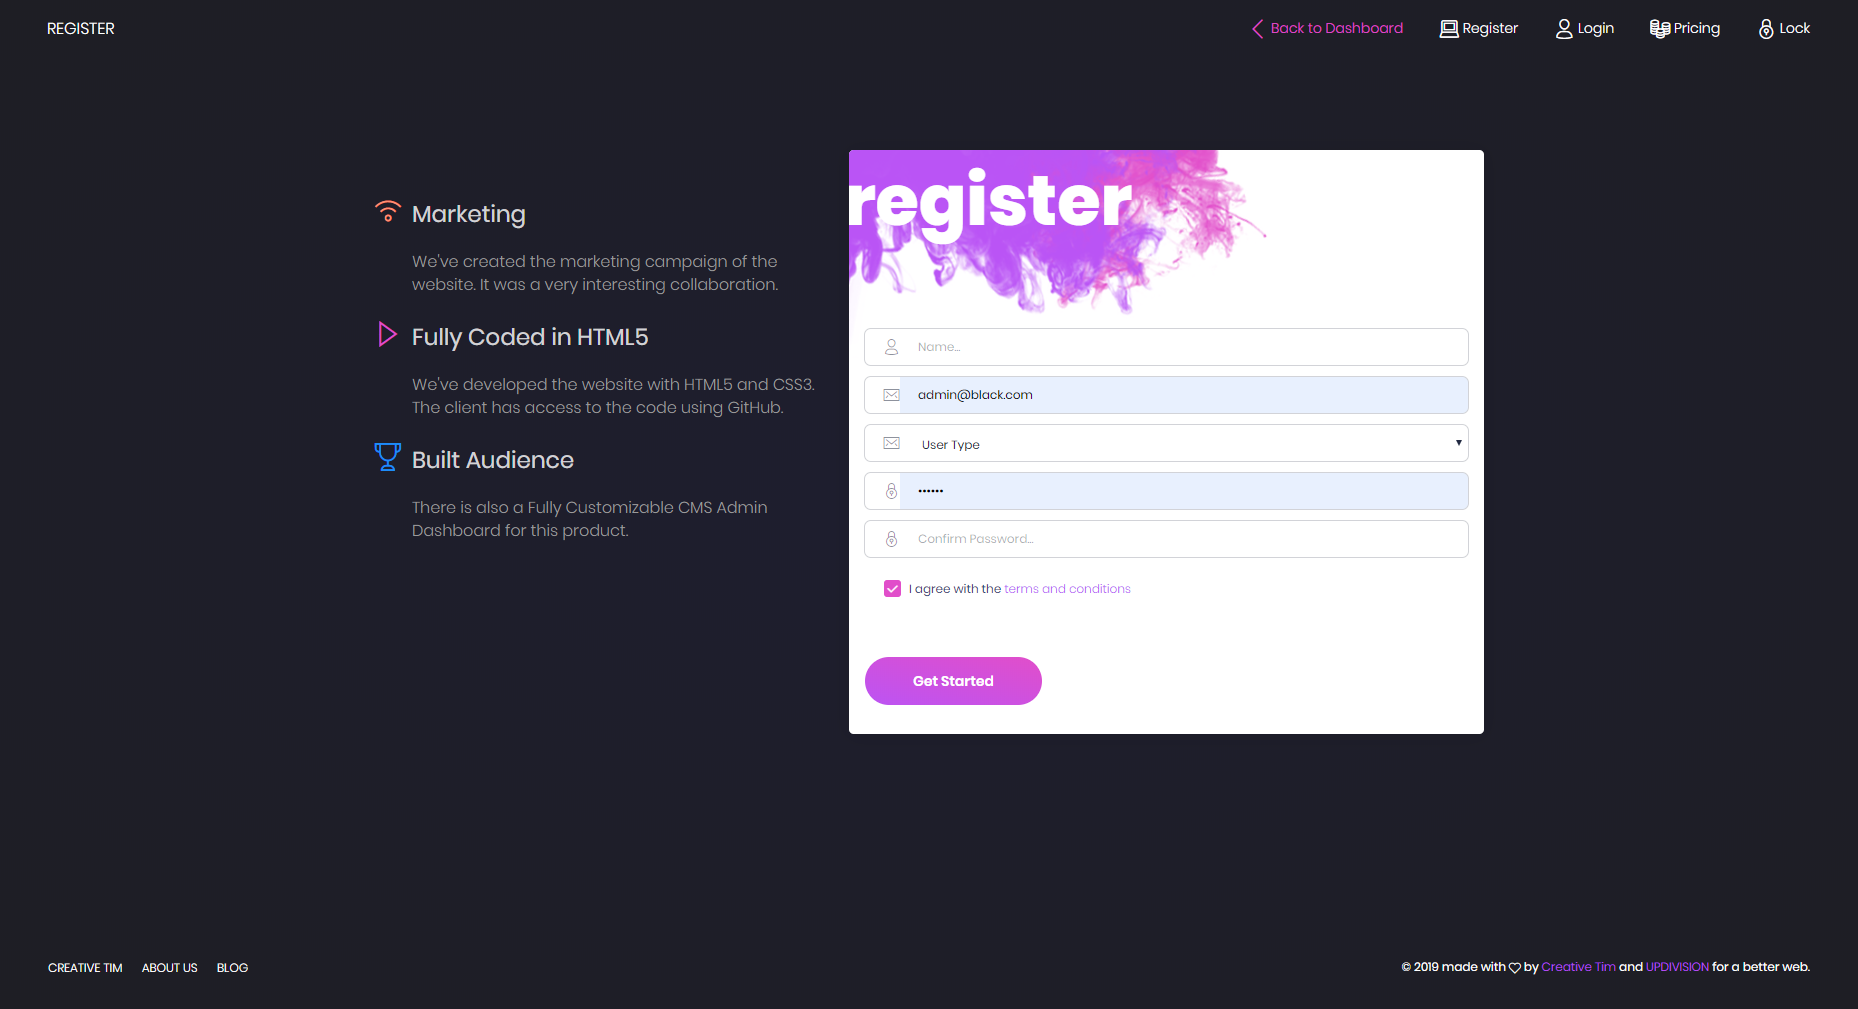 REGISTER
Back to Dashboard
Register
Login
Pricing
Lock
Marketing
We've created the marketing campaign of the
website. It was a very interesting collaboration.
Fully Coded in HTML5
We've developed the website with HTML5 and CSS3.
The client has access to the code using GitHub.
Built Audience
There is also a Fully Customizable CMS Admin
Dashboard for this product.
register
Name...
admin@black.com
User Type
••••••
Confirm Password...
I agree with the terms and conditions
Get Started
CREATIVE TIM
ABOUT US
BLOG
© 2019 made with ♡ by Creative Tim and UPDIVISION for a better web.